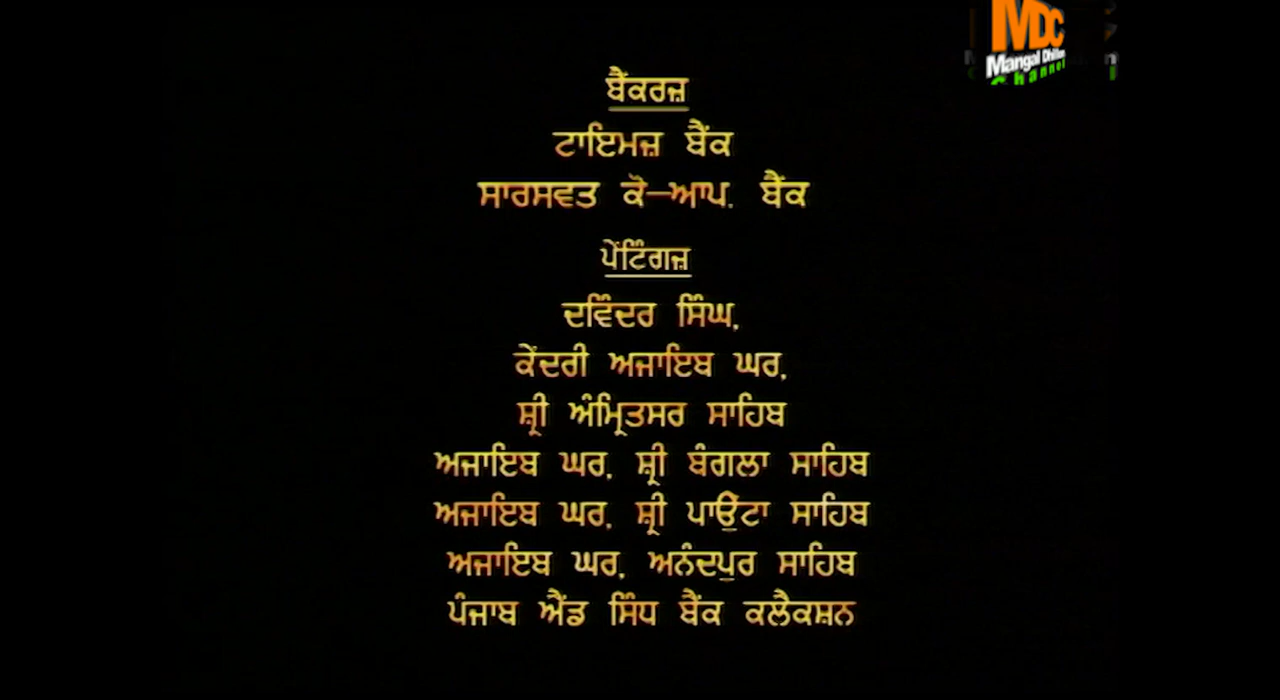 MDC
Mangal Dhillon
Channel
ਬੈਂਕਰਜ਼
ਟਾਇਮਜ਼ ਬੈਂਕ
ਸਾਰਸਵਤ ਕੋ—ਆਪ. ਬੈਂਕ
ਪੇਂਟਿੰਗਜ਼
ਦਵਿੰਦਰ ਸਿੰਘ,
ਕੇਂਦਰੀ ਅਜਾਇਬ ਘਰ,
ਸ਼੍ਰੀ ਅੰਮ੍ਰਿਤਸਰ ਸਾਹਿਬ
ਅਜਾਇਬ ਘਰ, ਸ਼੍ਰੀ ਬੰਗਲਾ ਸਾਹਿਬ
ਅਜਾਇਬ ਘਰ, ਸ਼੍ਰੀ ਪਾਉਂਟਾ ਸਾਹਿਬ
ਅਜਾਇਬ ਘਰ, ਅਨੰਦਪੁਰ ਸਾਹਿਬ
ਪੰਜਾਬ ਐਂਡ ਸਿੰਧ ਬੈਂਕ ਕਲੈਕਸ਼ਨ